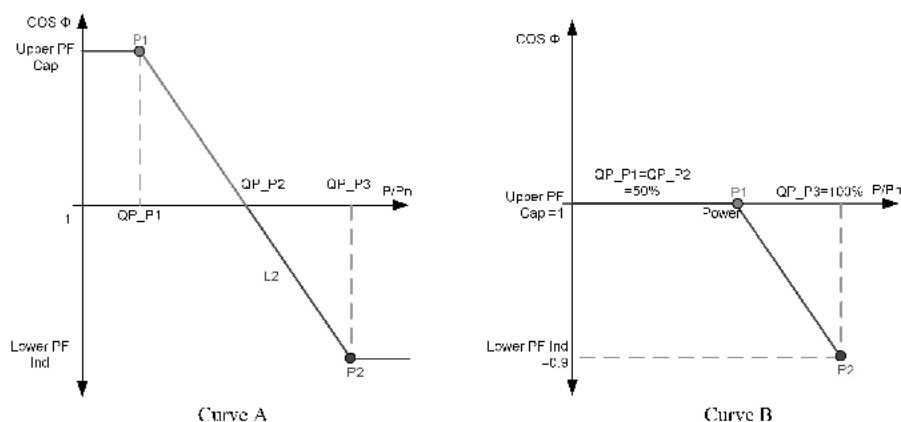 COS Φ
Upper PF
Cap
P1
QP_P2
QP_P3
P/Pn
1
QP_P1
L2
Lower PF
Ind
P2
Curve A
COS Φ
QP_P1=QP_P2
=50%
P1
QP_P3=100%
P/Pn
Upper PF
Cap=1
Power
Lower PF Ind
=0.9
P2
Curve B